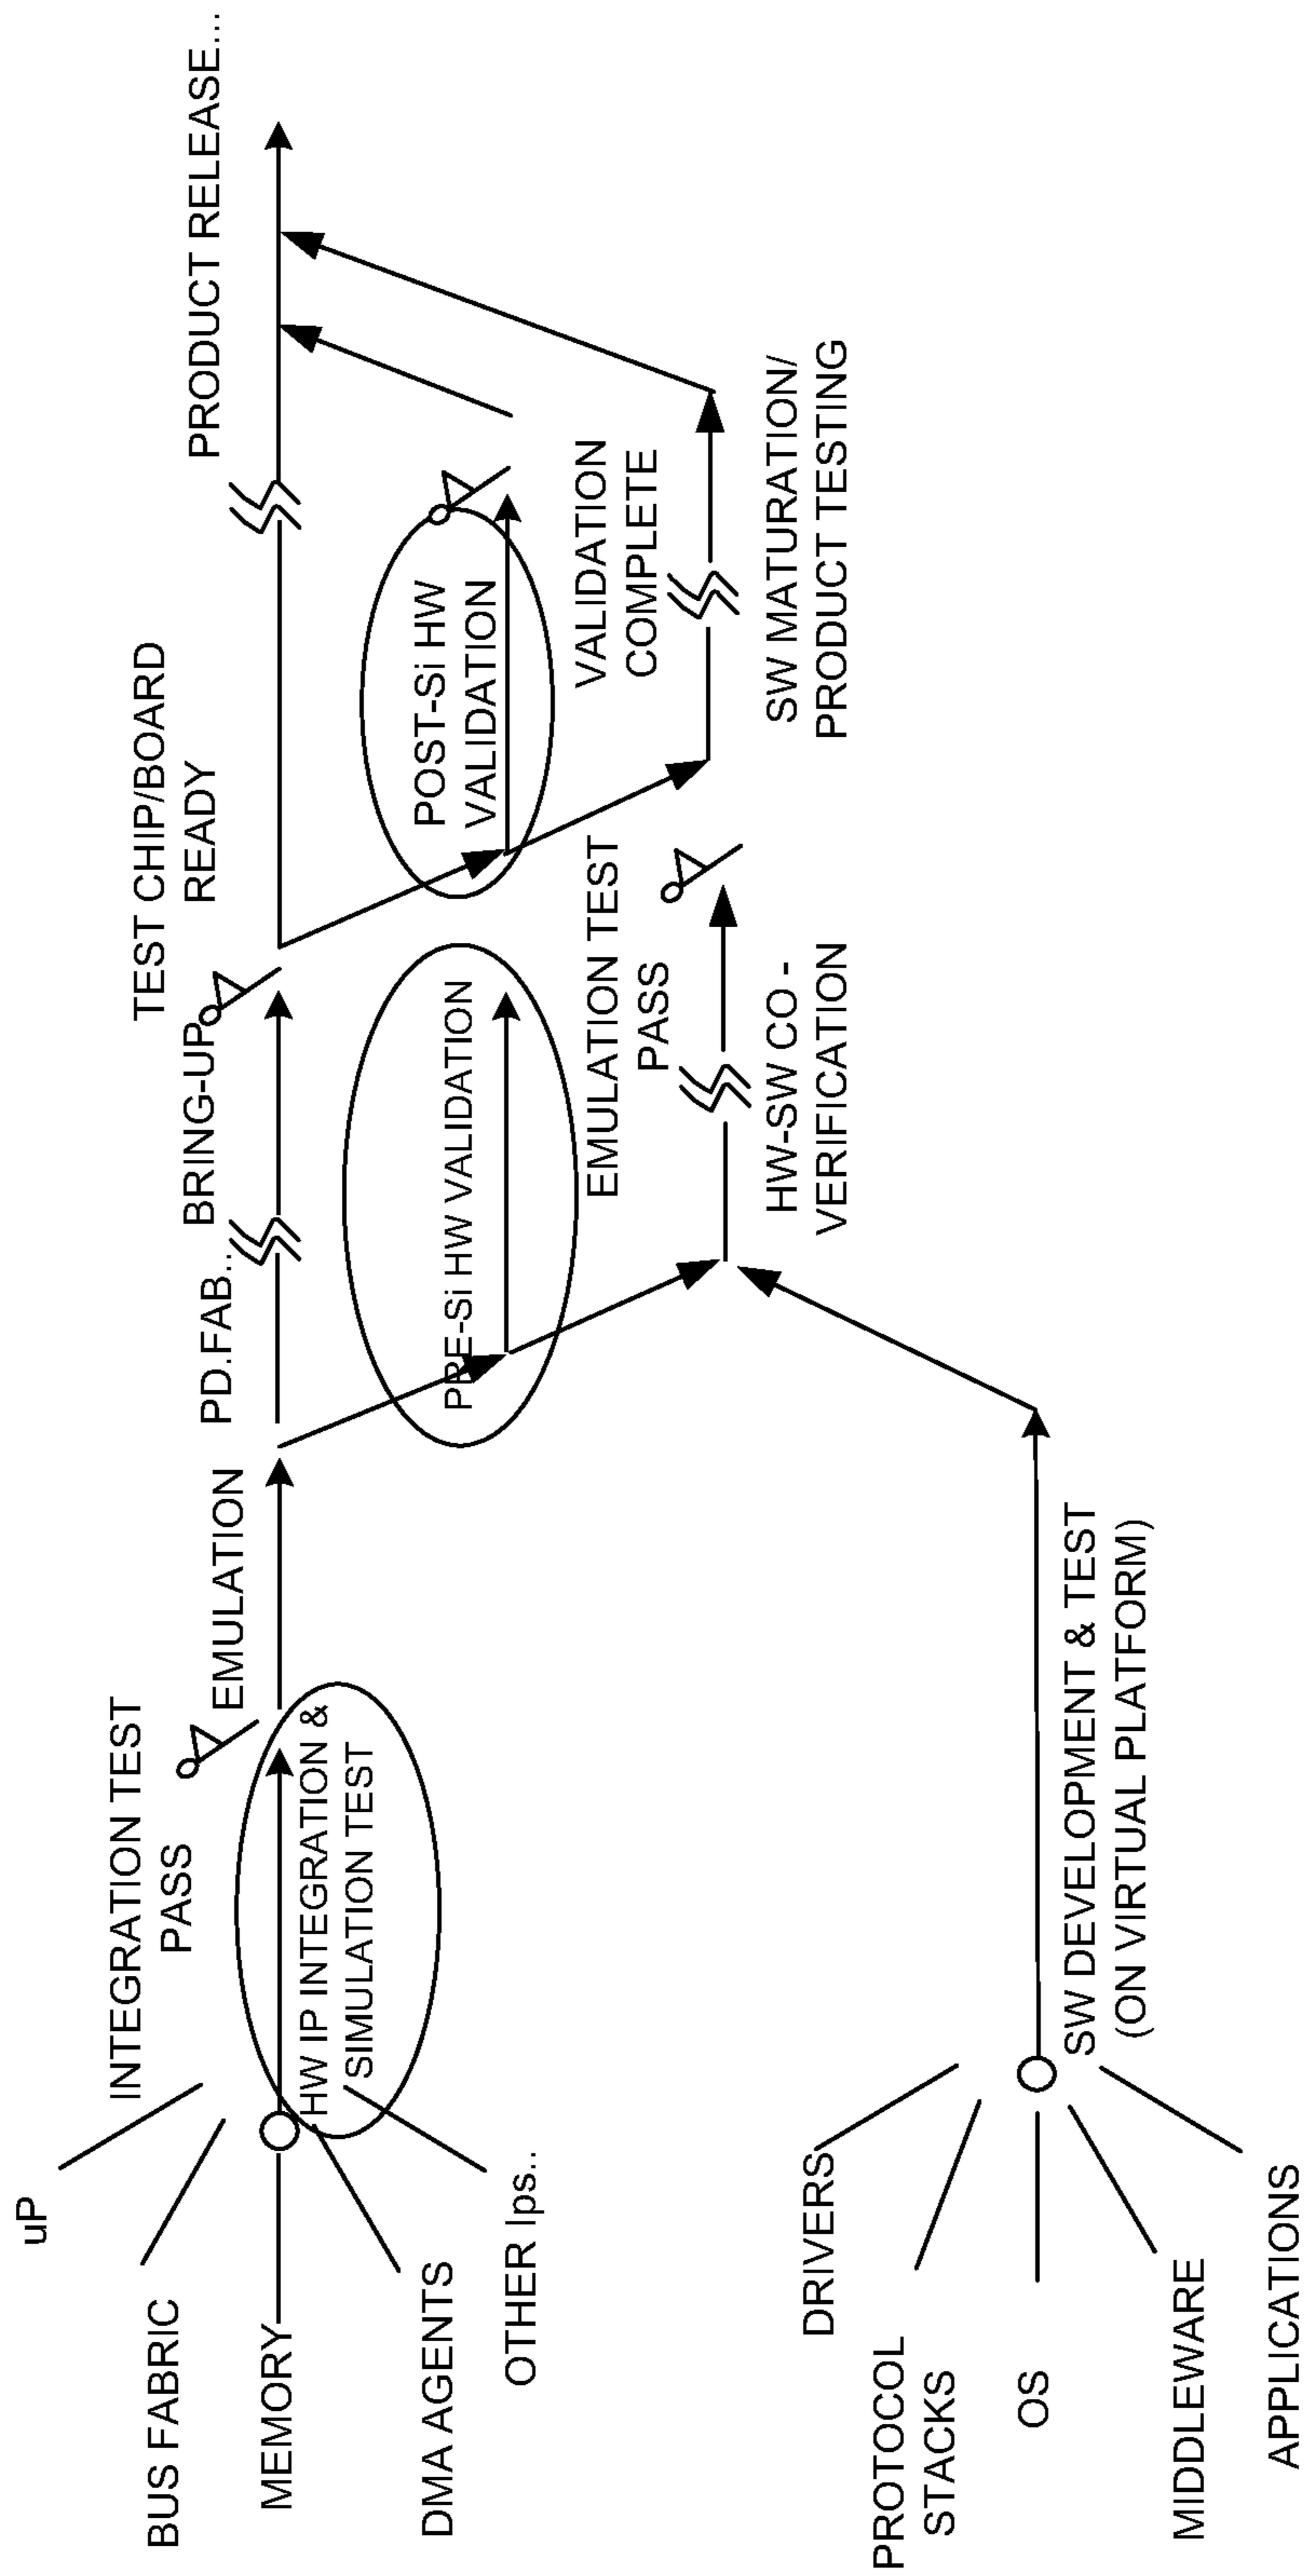 uP
BUS FABRIC
MEMORY
DMA AGENTS
OTHER Ips..
INTEGRATION TEST
PASS
HW IP INTEGRATION &
SIMULATION TEST
EMULATION
PD.FAB..
BRING-UP
TEST CHIP/BOARD
READY
PRODUCT RELEASE...
PRE-Si HW VALIDATION
POST-Si HW
VALIDATION
VALIDATION
COMPLETE
EMULATION TEST
PASS
HW-SW CO -
VERIFICATION
SW MATURATION/
PRODUCT TESTING
DRIVERS
PROTOCOL
STACKS
OS
MIDDLEWARE
APPLICATIONS
SW DEVELOPMENT & TEST
(ON VIRTUAL PLATFORM)